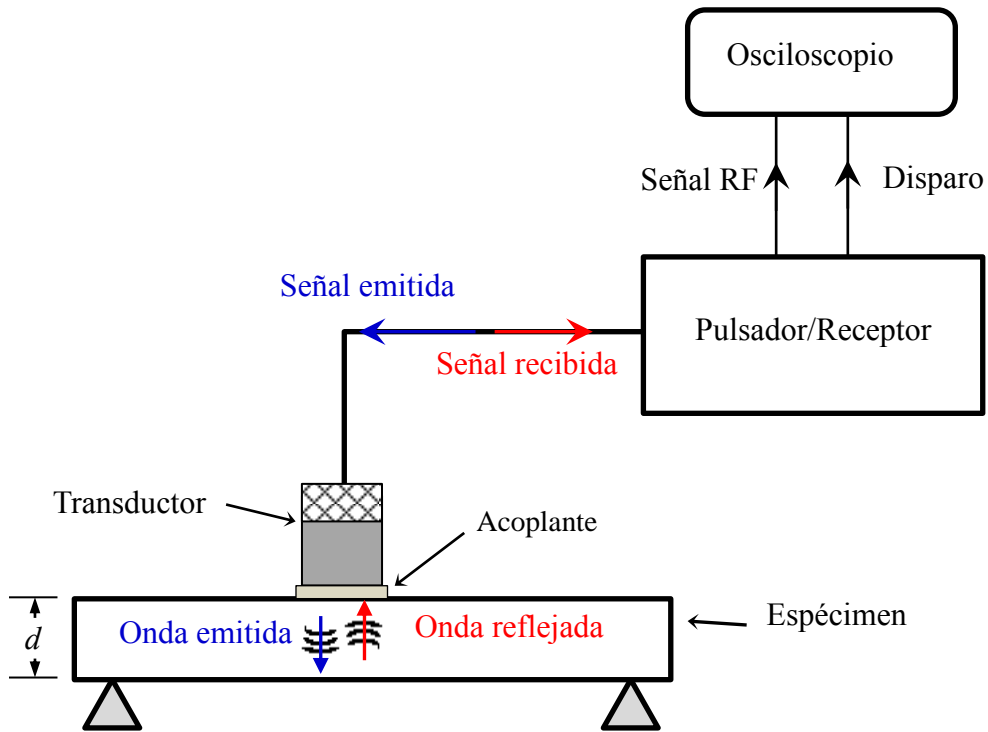 Osciloscopio
Señal RF
Disparo
Señal emitida
Pulsador/Receptor
Señal recibida
Transductor
Acoplante
Espécimen
d
Onda emitida
Onda reflejada